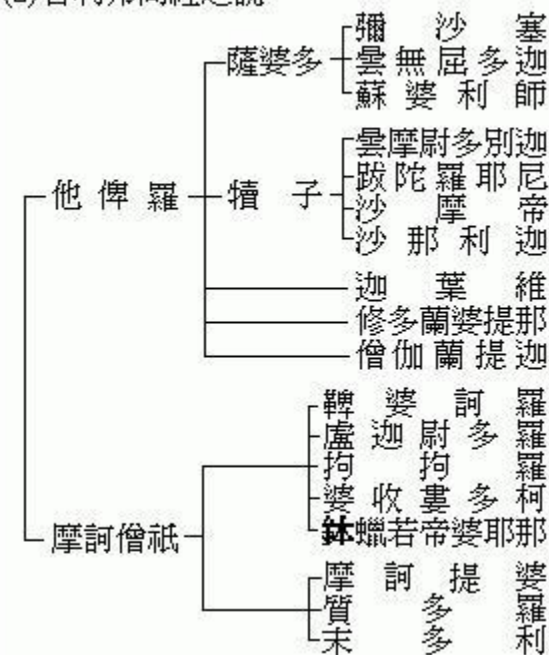 彌沙塞
薩婆多
曇無屈多迦
蘇婆利師
曇摩尉多別迦
跋陀羅耶尼
他俾羅
犢子
沙摩帝
沙那利迦
迦葉維
修多蘭婆提那
僧伽蘭提迦
鞞婆訶羅
盧迦尉多羅
拘拘羅
婆收婁多柯
摩訶僧祇
鉢蠟若帝婆耶那
摩訶提婆
質多羅
末多利